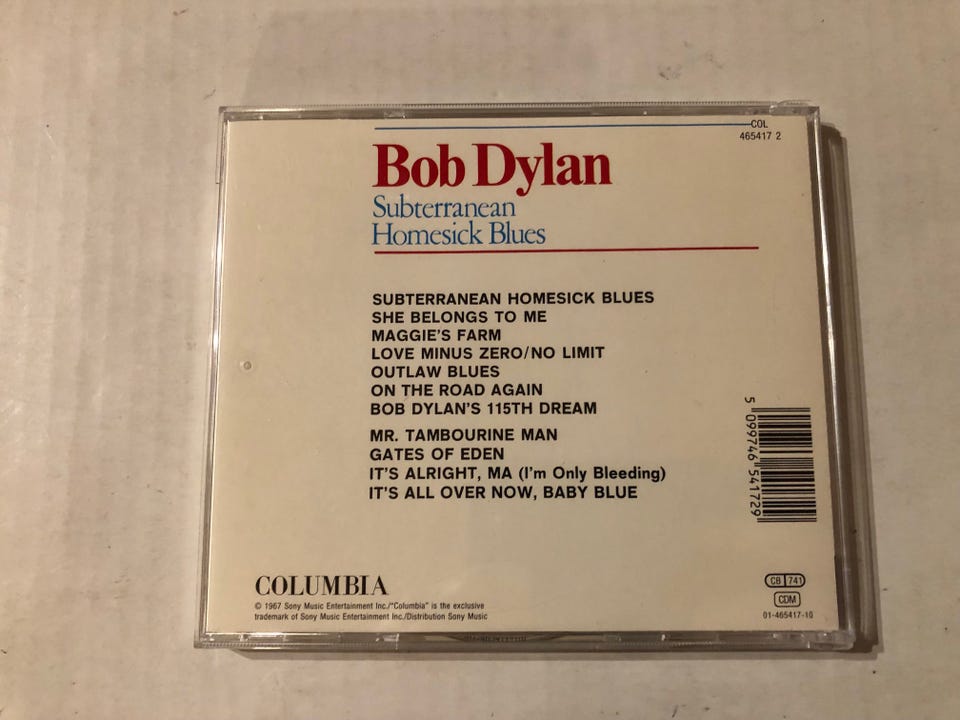 COL
465417 2
Bob Dylan
Subterranean
Homesick Blues
SUBTERRANEAN HOMESICK BLUES
SHE BELONGS TO ME
MAGGIE'S FARM
LOVE MINUS ZERO/NO LIMIT
OUTLAW BLUES
ON THE ROAD AGAIN
BOB DYLAN'S 115TH DREAM
MR. TAMBOURINE MAN
GATES OF EDEN
IT'S ALRIGHT, MA (I'm Only Bleeding)
IT'S ALL OVER NOW, BABY BLUE
5 099746 541729
COLUMBIA
© 1967 Sony Music Entertainment Inc./"Columbia" is the exclusive
trademark of Sony Music Entertainment Inc./Distribution Sony Music
CB 741
CDM
01-465417-10